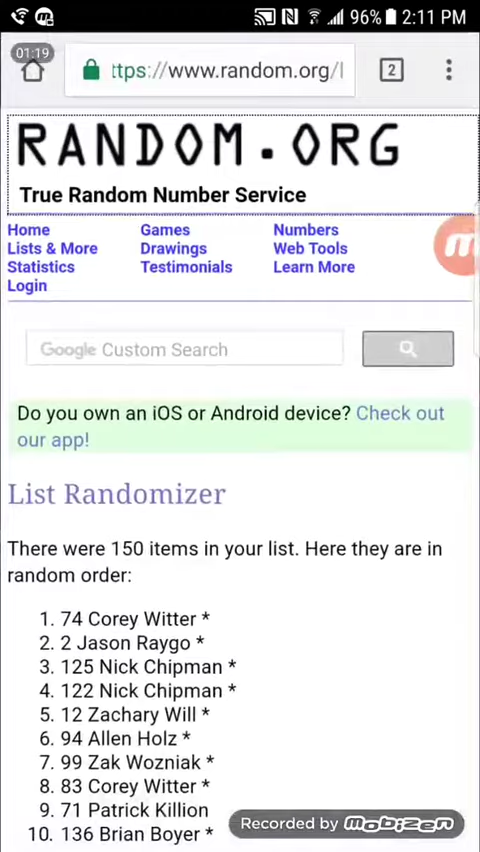 96% 2:11 PM
01:19
ttps://www.random.org/l
2
RANDOM.ORG
True Random Number Service
Home Games Numbers
Lists & More Drawings Web Tools
Statistics Testimonials Learn More
Login
Google Custom Search
Do you own an iOS or Android device? Check out
our app!
List Randomizer
There were 150 items in your list. Here they are in
random order:
1. 74 Corey Witter *
2. 2 Jason Raygo *
3. 125 Nick Chipman *
4. 122 Nick Chipman *
5. 12 Zachary Will *
6. 94 Allen Holz *
7. 99 Zak Wozniak *
8. 83 Corey Witter *
9. 71 Patrick Killion
10. 136 Brian Boyer *
Recorded by mobizen